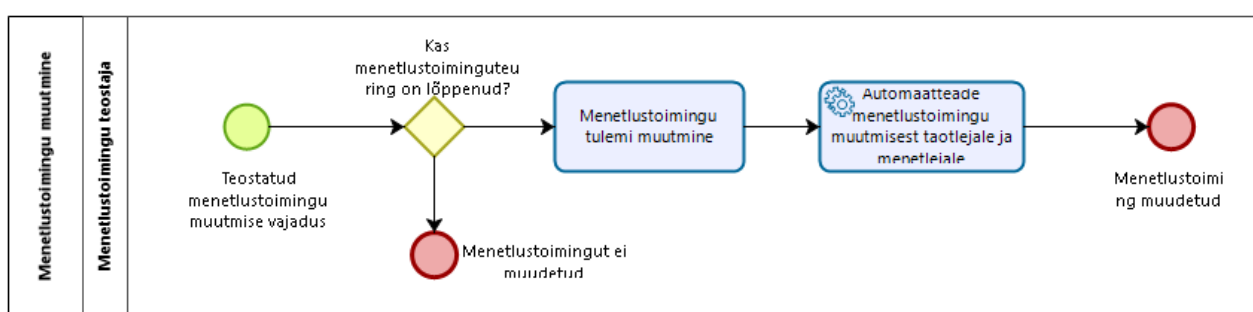 Menetlustoimingu muutmine
Menetlustoimingu teostaja
Teostatud
menetlustoimingu
muutmise vajadus
Kas
menetlustoiminguteu
ring on lõppenud?
Menetlustoimingut ei
muudetud
Menetlustoimingu
tulemi muutmine
Automaatteade
menetlustoimingu
muutmisest taotlejale ja
menetlejale
Menetlustoimi
ng muudetud